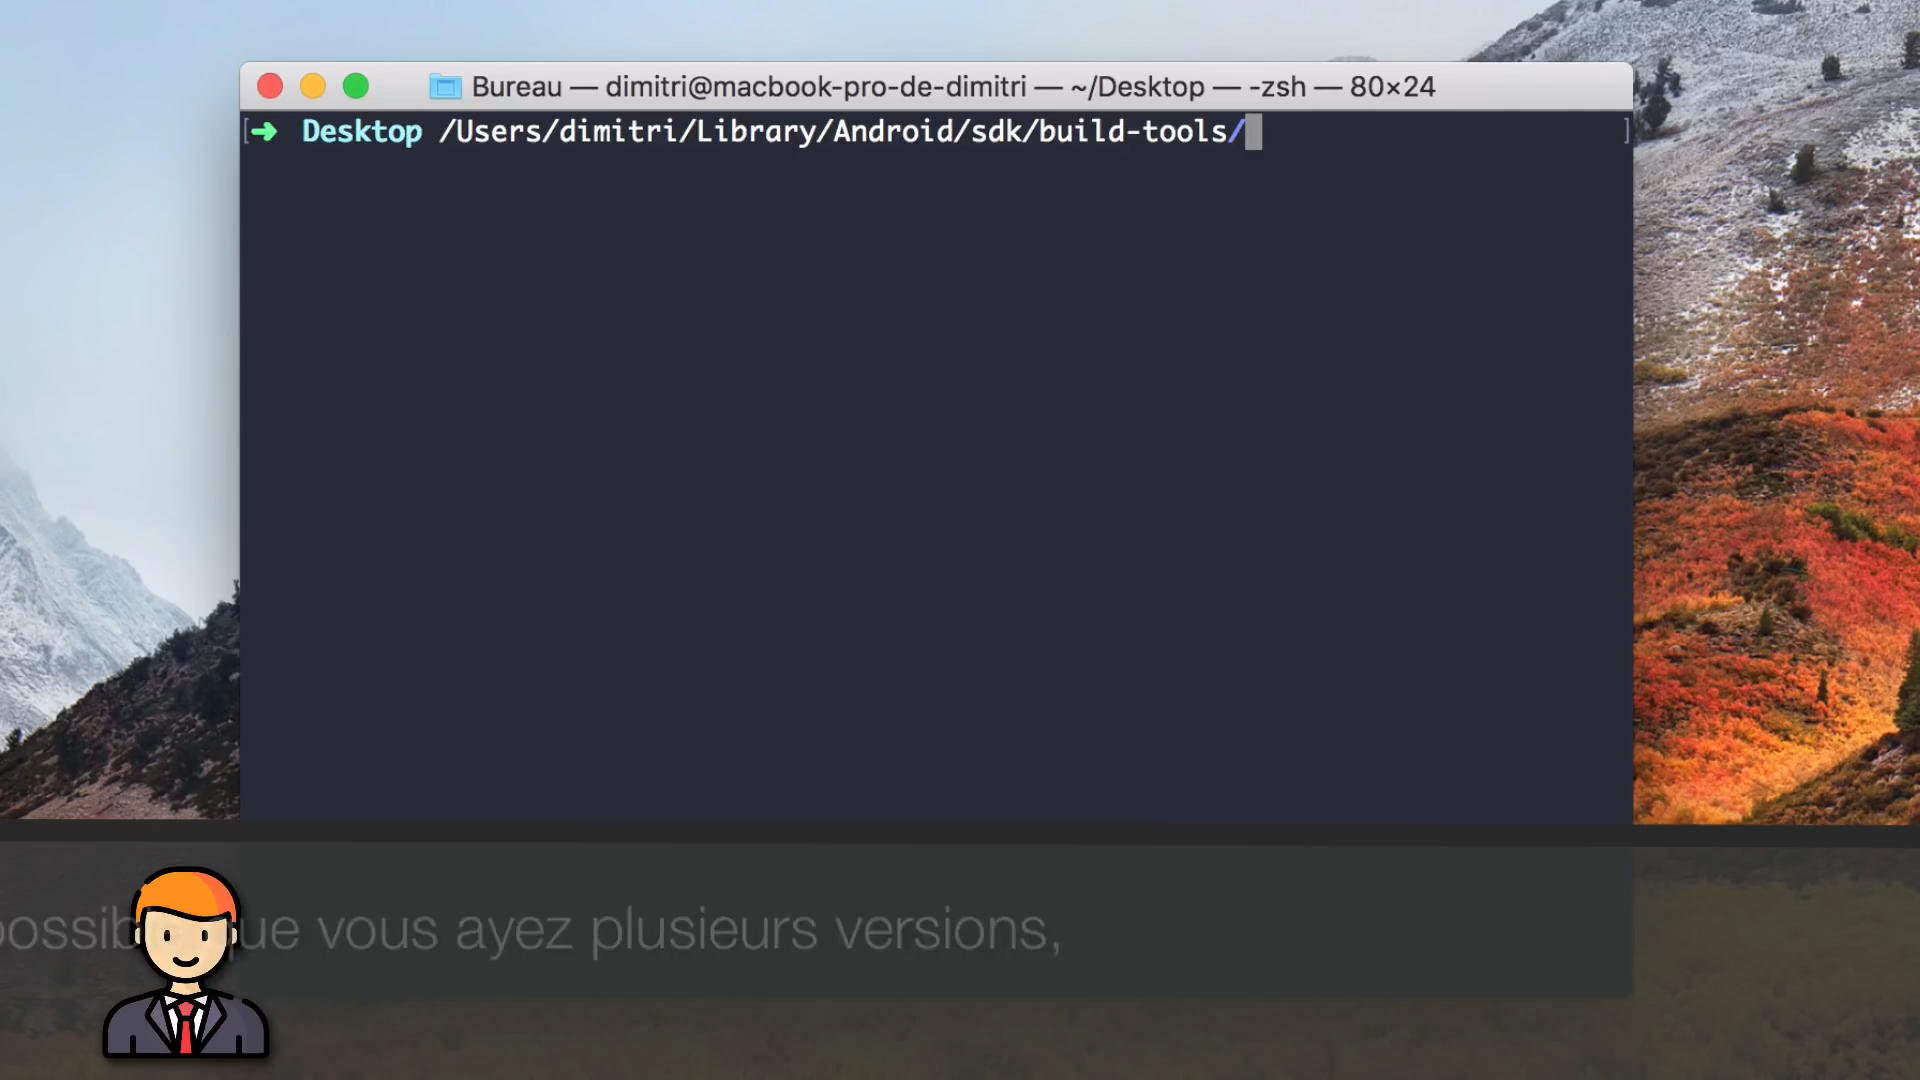 Bureau — dimitri@macbook-pro-de-dimitri — ~/Desktop — -zsh — 80×24
[➜ Desktop /Users/dimitri/Library/Android/sdk/build-tools/ ]
que vous ayez plusieurs versions,